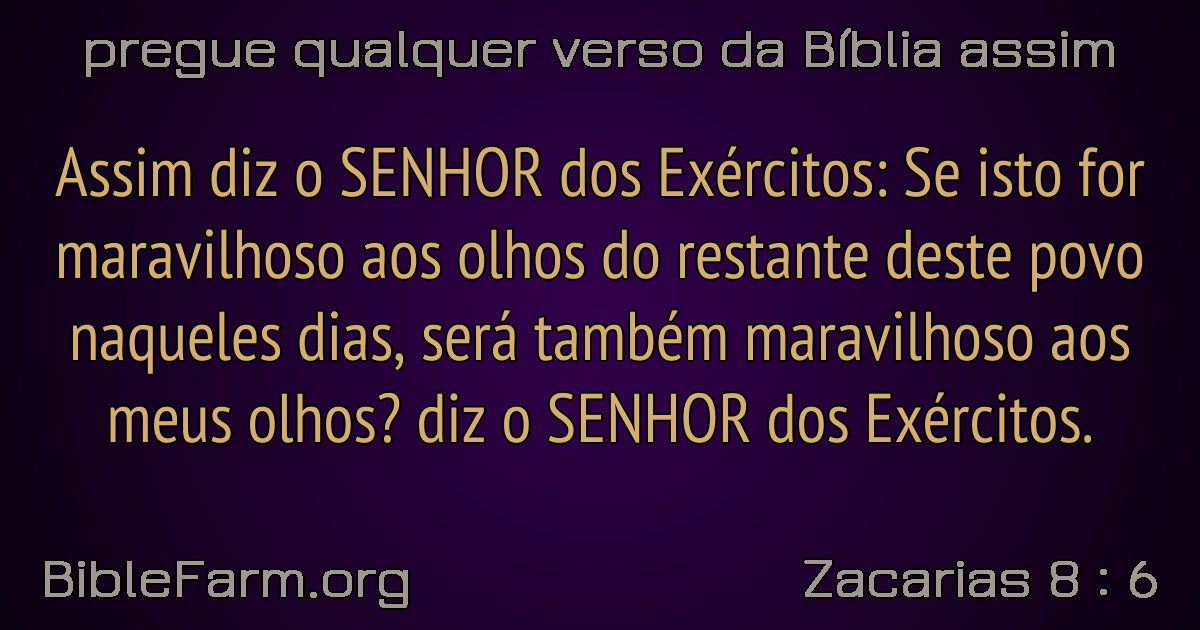 pregue qualquer verso da Bíblia assim
Assim diz o SENHOR dos Exércitos: Se isto for
maravilhoso aos olhos do restante deste povo
naqueles dias, será também maravilhoso aos
meus olhos? diz o SENHOR dos Exércitos.
BibleFarm.org
Zacarias 8 : 6